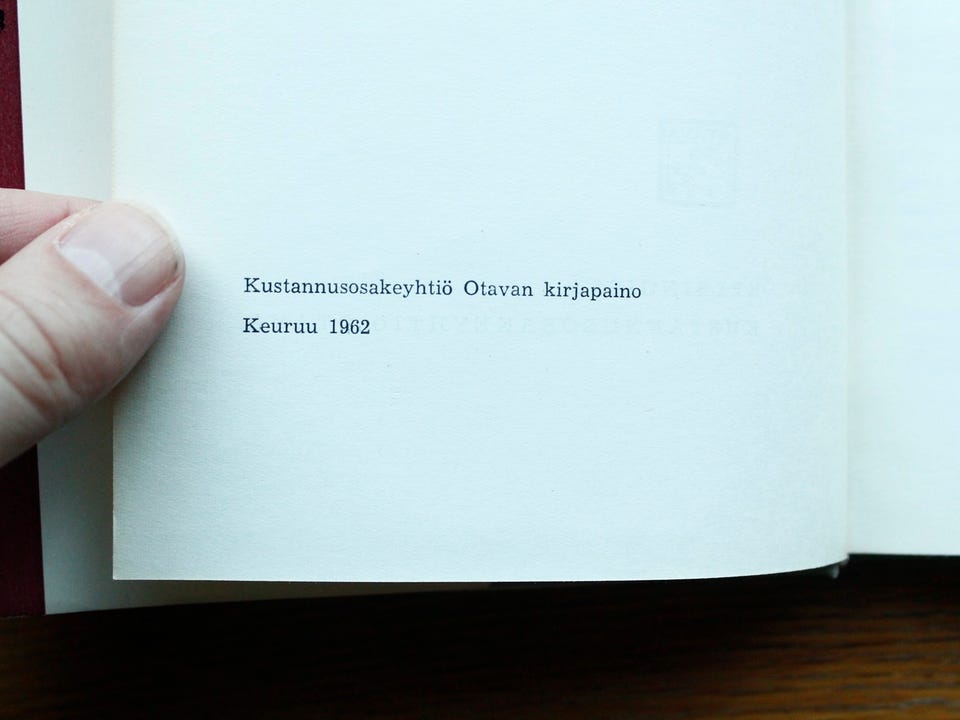 Kustannusosakeyhtiö Otavan kirjapaino
Keuruu 1962